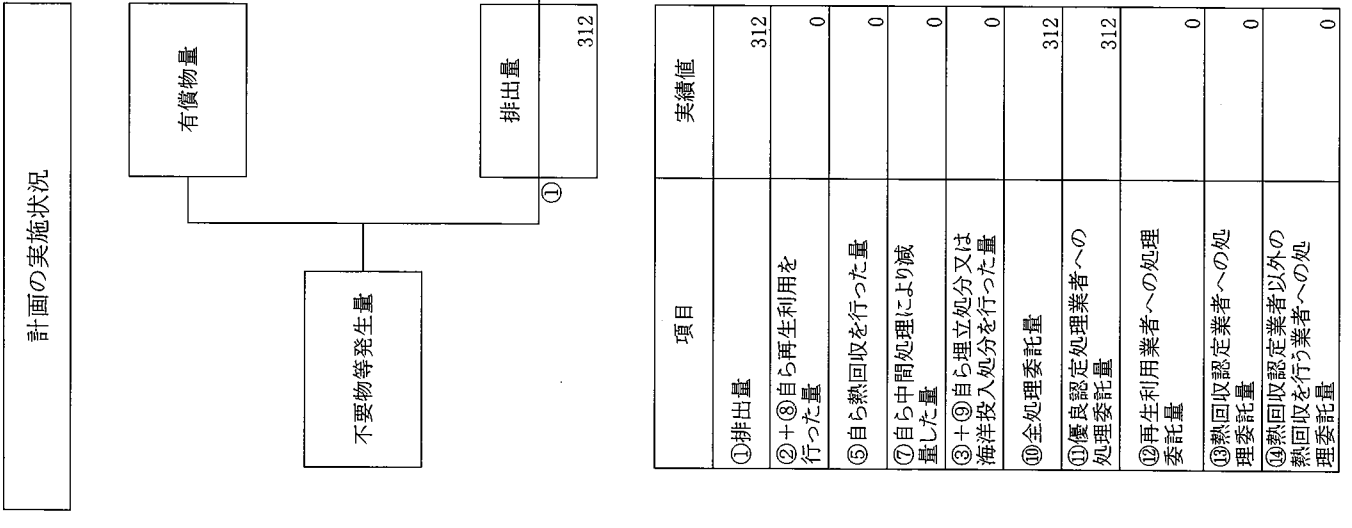 計画の実施状況
有償物量
不要物等発生量
①
排出量
312
項目
実績値
①排出量
312
②+⑧自ら再生利用を
行った量
0
⑤自ら熱回収を行った量
0
⑦自ら中間処理により減
量した量
0
③+⑨自ら埋立処分又は
海洋投入処分を行った量
0
⑩全処理委託量
312
⑪優良認定処理業者への
処理委託量
312
⑫再生利用業者への処理
委託量
0
⑬熱回収認定業者への処
理委託量
0
⑭熱回収認定業者以外の
熱回収を行う業者への処
理委託量
0